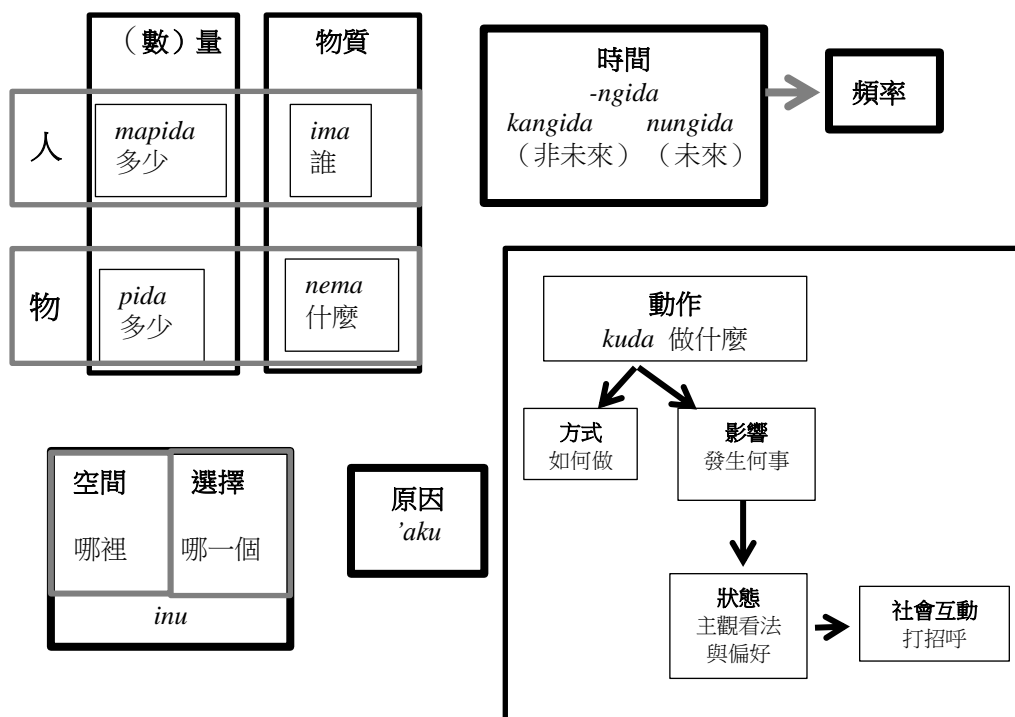 （數）量
物質
人
mapida
多少
ima
誰
物
pida
多少
nema
什麼
時間
-ngida
kangida nungida
（非未來）（未來）
頻率
空間
哪裡
選擇
哪一個
inu
原因
’aku
動作
kuda 做什麼
方式
如何做
影響
發生何事
狀態
主觀看法
與偏好
社會互動
打招呼